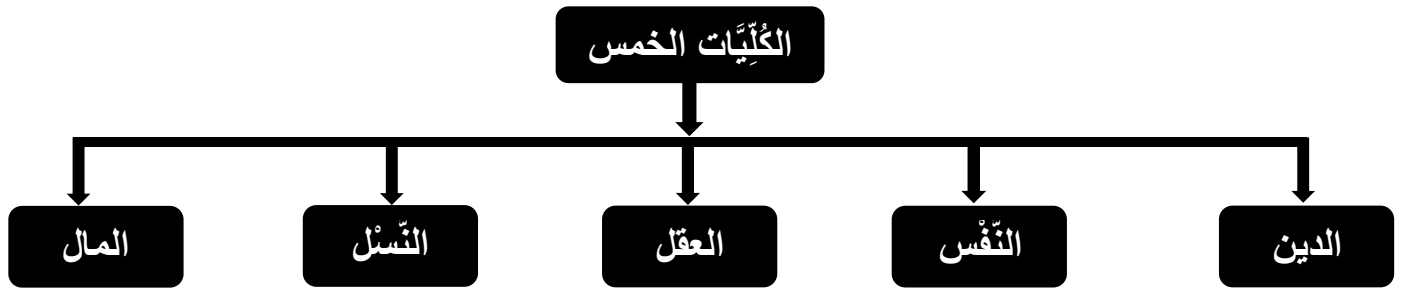 الكُلِّيَّات الخمس
الدين
النَّفْس
العقل
النَّسْل
المال